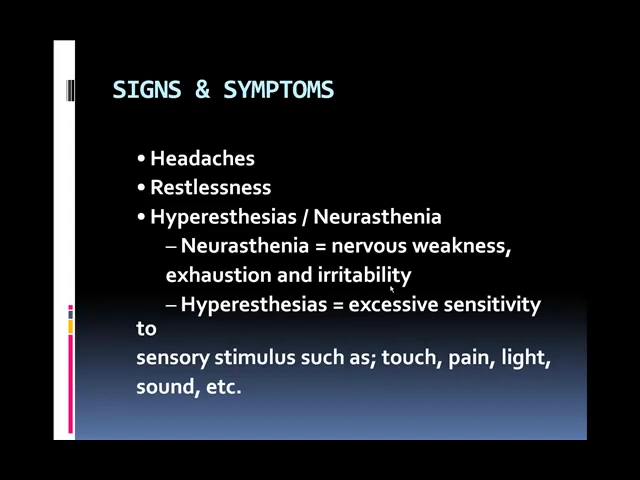 SIGNS & SYMPTOMS
• Headaches
• Restlessness
• Hyperesthesias / Neurasthenia
– Neurasthenia = nervous weakness,
exhaustion and irritability
– Hyperesthesias = excessive sensitivity
to
sensory stimulus such as; touch, pain, light,
sound, etc.